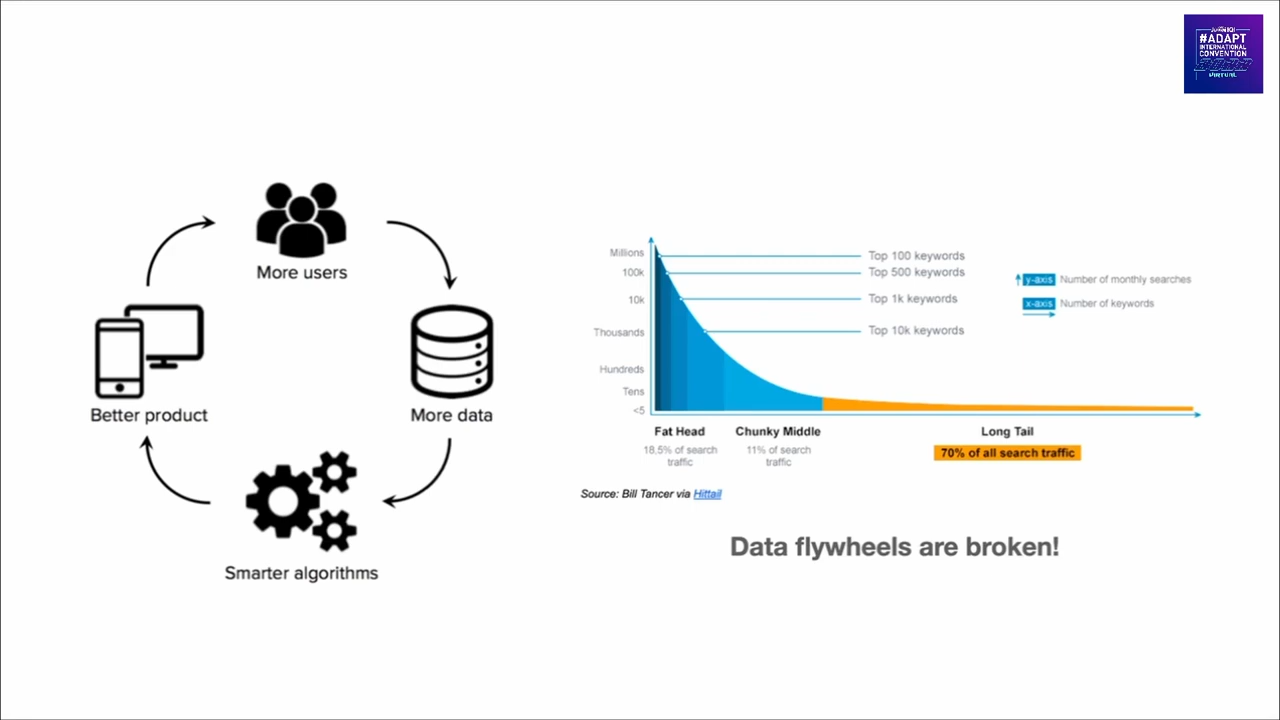 #ADAPT
INTERNATIONAL
CONVENTION
VIRTUAL
More users
Better product
More data
Smarter algorithms
Millions
100k
10k
Thousands
Hundreds
Tens
<5
Top 100 keywords
Top 500 keywords
Top 1k keywords
Top 10k keywords
y-axis Number of monthly searches
x-axis Number of keywords
Fat Head
18,5% of search
traffic
Chunky Middle
11% of search
traffic
Long Tail
70% of all search traffic
Source: Bill Tancer via Hittail
Data flywheels are broken!